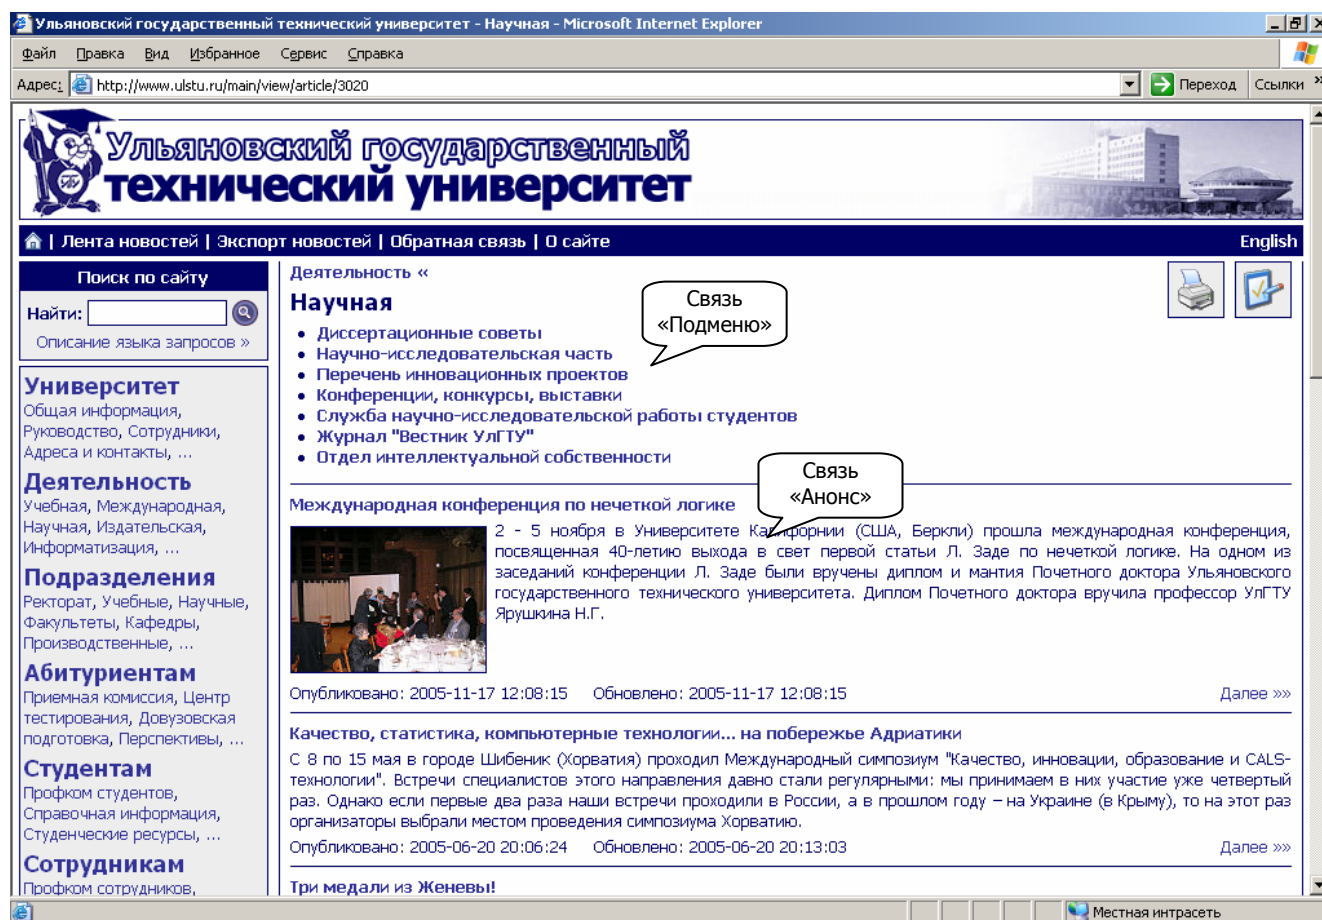 Ульяновский государственный технический университет - Научная - Microsoft Internet Explorer
Файл Правка Вид Избранное Сервис Справка
Адрес: http://www.ulstu.ru/main/view/article/3020 Переход Ссылки »
Ульяновский государственный
технический университет
| Лента новостей | Экспорт новостей | Обратная связь | О сайте English
Поиск по сайту
Найти:
Описание языка запросов »
Университет
Общая информация,
Руководство, Сотрудники,
Адреса и контакты, ...
Деятельность
Учебная, Международная,
Научная, Издательская,
Информатизация, ...
Подразделения
Ректорат, Учебные, Научные,
Факультеты, Кафедры,
Производственные, ...
Абитуриентам
Приемная комиссия, Центр
тестирования, Довузовская
подготовка, Перспективы, ...
Студентам
Профком студентов,
Справочная информация,
Студенческие ресурсы, ...
Сотрудникам
Профком сотрудников,
Деятельность «
Научная
• Диссертационные советы
• Научно-исследовательская часть
• Перечень инновационных проектов
• Конференции, конкурсы, выставки
• Служба научно-исследовательской работы студентов
• Журнал "Вестник УлГТУ"
• Отдел интеллектуальной собственности
Связь
«Подменю»
Связь
«Анонс»
Международная конференция по нечеткой логике
2 - 5 ноября в Университете Калифорнии (США, Беркли) прошла международная конференция,
посвященная 40-летию выхода в свет первой статьи Л. Заде по нечеткой логике. На одном из
заседаний конференции Л. Заде были вручены диплом и мантия Почетного доктора Ульяновского
государственного технического университета. Диплом Почетного доктора вручила профессор УлГТУ
Ярушкина Н.Г.
Опубликовано: 2005-11-17 12:08:15 Обновлено: 2005-11-17 12:08:15 Далее »»
Качество, статистика, компьютерные технологии... на побережье Адриатики
С 8 по 15 мая в городе Шибеник (Хорватия) проходил Международный симпозиум "Качество, инновации, образование и CALS-
технологии". Встречи специалистов этого направления давно стали регулярными: мы принимаем в них участие уже четвертый
раз. Однако если первые два раза наши встречи проходили в России, а в прошлом году – на Украине (в Крыму), то на этот раз
организаторы выбрали местом проведения симпозиума Хорватию.
Опубликовано: 2005-06-20 20:06:24 Обновлено: 2005-06-20 20:13:03 Далее »»
Три медали из Женевы!
Местная интрасеть